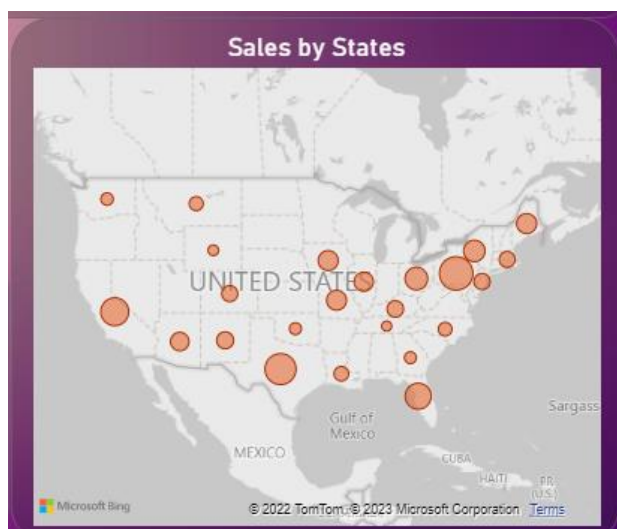 Sales by States
UNITED STATES
Gulf of
Mexico
Sargass
MEXICO
CUBA
HAITI
PR
(U.S.)
Microsoft Bing
© 2022 TomTom, © 2023 Microsoft Corporation Terms